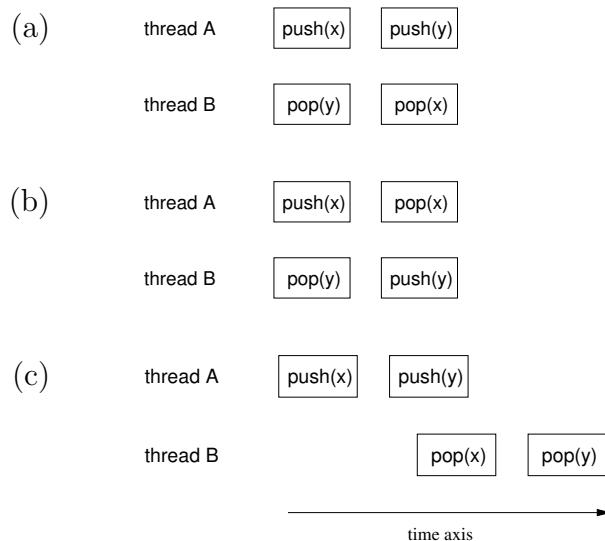 (a) thread A push(x) push(y)
thread B pop(y) pop(x)
(b) thread A push(x) pop(x)
thread B pop(y) push(y)
(c) thread A push(x) push(y)
thread B pop(x) pop(y)
time axis